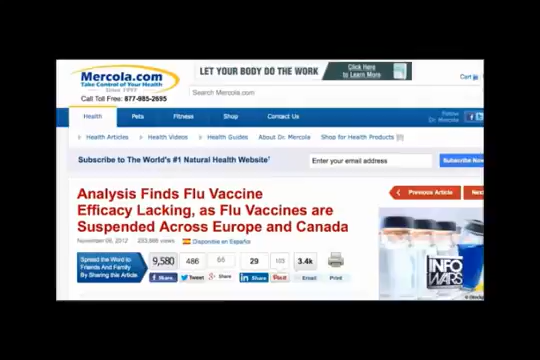 Mercola.com
Take Control of Your Health
Since 1997
Call Toll Free: 877-985-2695
LET YOUR BODY DO THE WORK
Click Here
to Learn More
Cart
Search Mercola.com
Health Pets Fitness Shop Contact Us
Follow
Dr. Mercola
Health Articles Health Videos Health Guides About Dr. Mercola Shop for Health Products
Subscribe to The World's #1 Natural Health Website
Enter your email address
Subscribe Now
Analysis Finds Flu Vaccine
Efficacy Lacking, as Flu Vaccines are
Suspended Across Europe and Canada
Previous Article
Next
November 09, 2012
views
Disponible en Español
Spread the Word to
Friends And Family
By Sharing this Article.
9,580 486 66 29 3.4k
Share Tweet Share Share Pin it Email Print
INFO
WARS